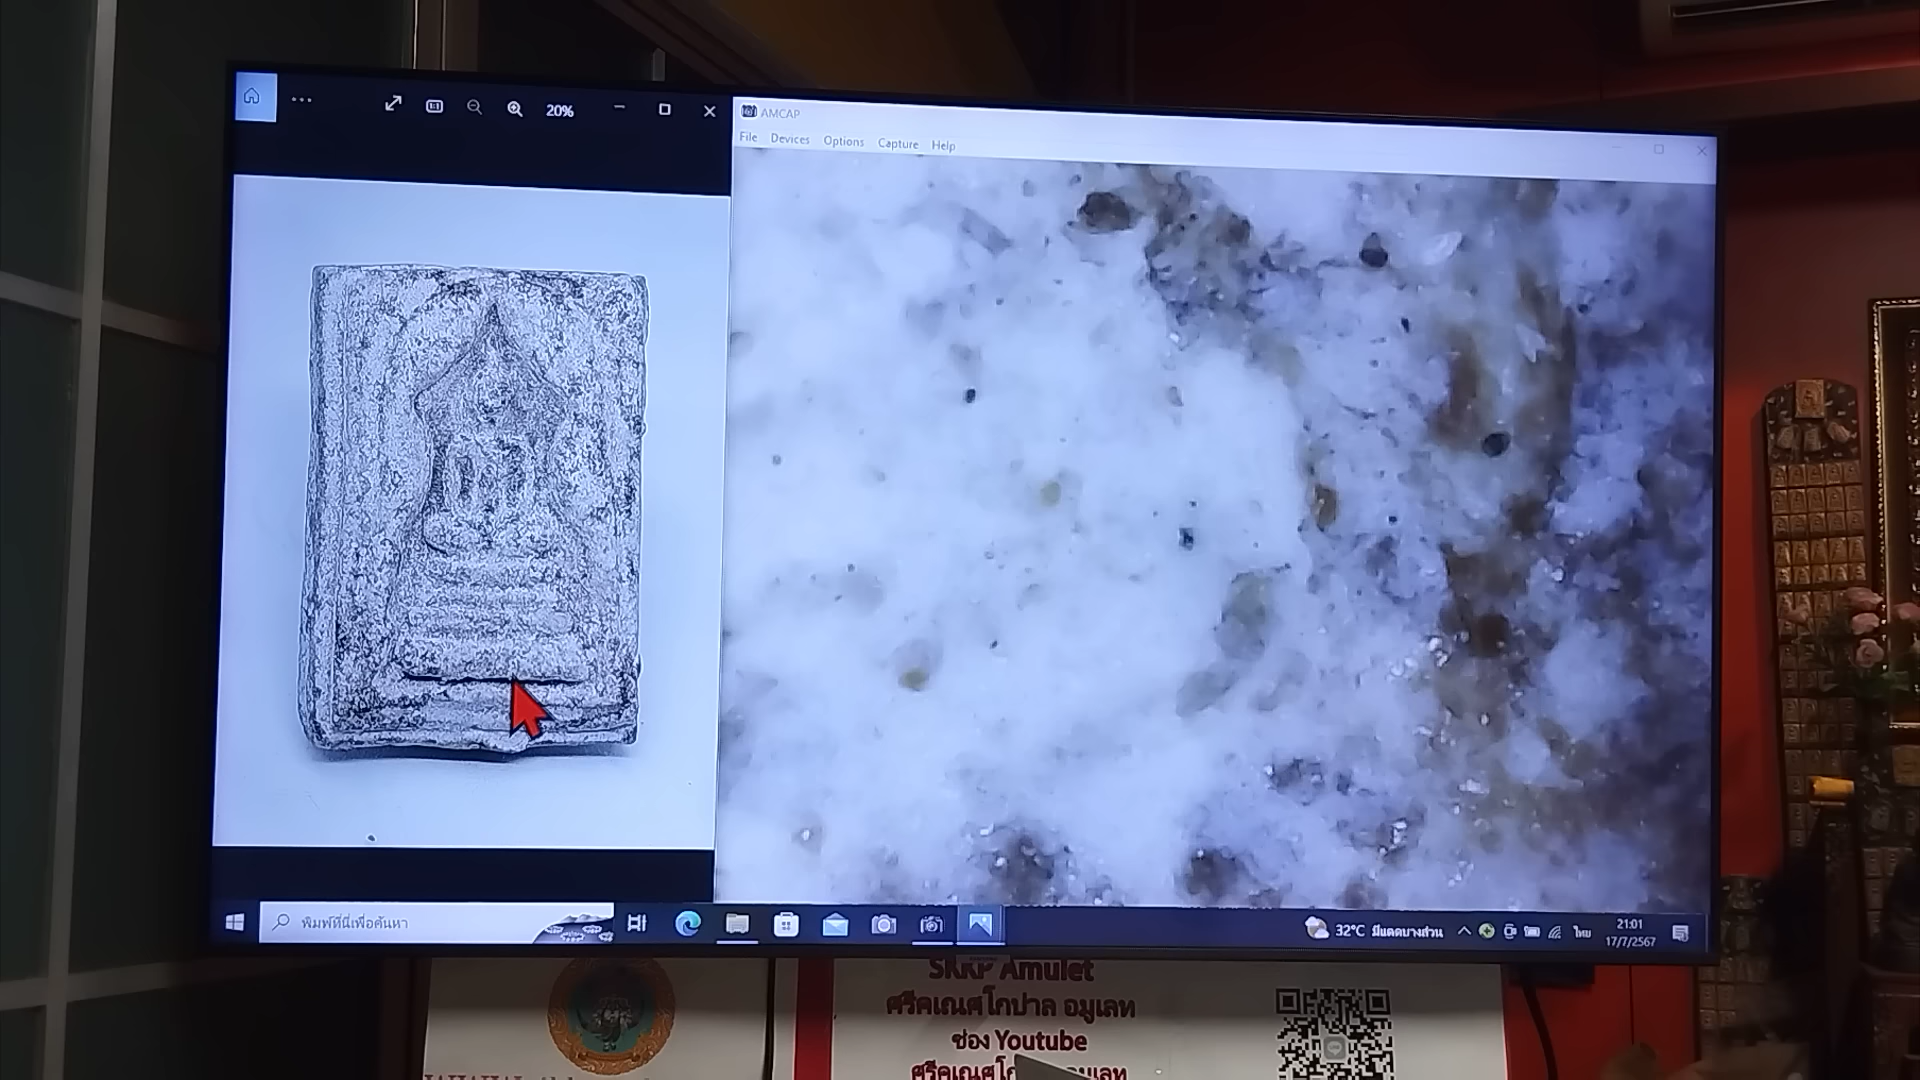 20%
AMCAP
File Devices Options Capture Help
พิมพ์ที่นี่เพื่อค้นหา
32°C มีแดดบางส่วน
ไทย
21:01
17/7/2567
SKKP Amulet
ศรีคเณศโกปาล อมูเลท
ช่อง Youtube